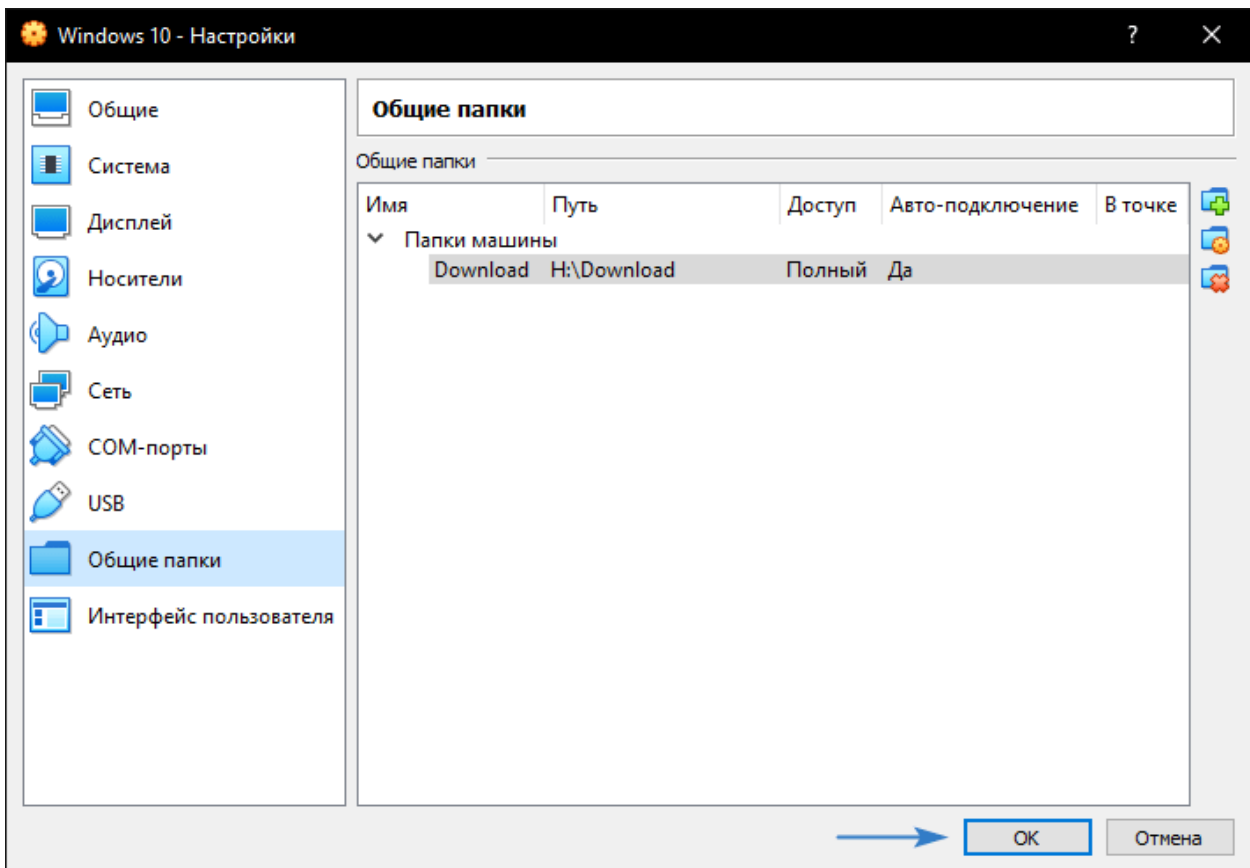 Windows 10 - Настройки ?
Общие
Система
Дисплей
Носители
Аудио
Сеть
COM-порты
USB
Общие папки
Интерфейс пользователя
Общие папки
Общие папки
Имя Путь Доступ Авто-подключение В точке
Папки машины
Download H:\Download Полный Да
OK Отмена